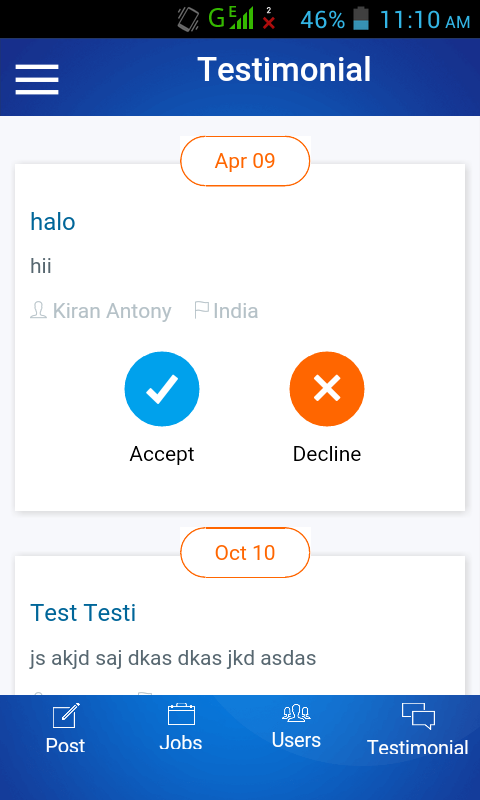 G E 2 46% 11:10 AM
Testimonial
Apr 09
halo
hii
Kiran Antony India
Accept Decline
Oct 10
Test Testi
js akjd saj dkas dkas jkd asdas
Post Jobs Users Testimonial